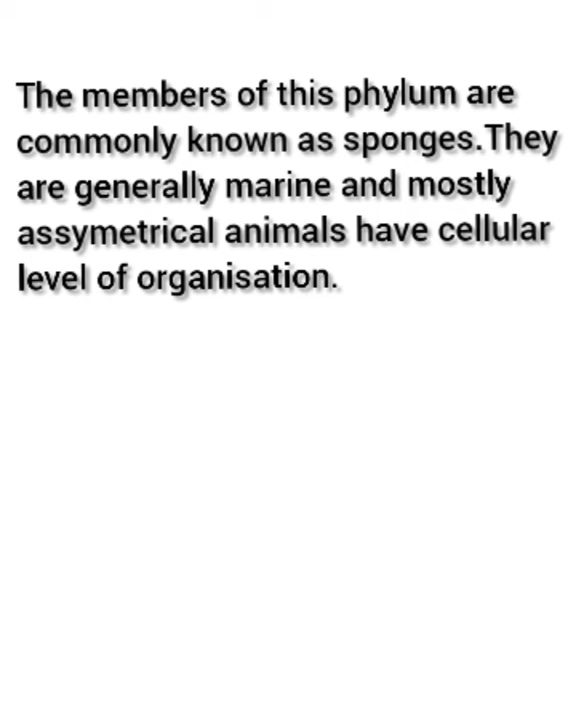 The members of this phylum are
commonly known as sponges.They
are generally marine and mostly
assymetrical animals have cellular
level of organisation.